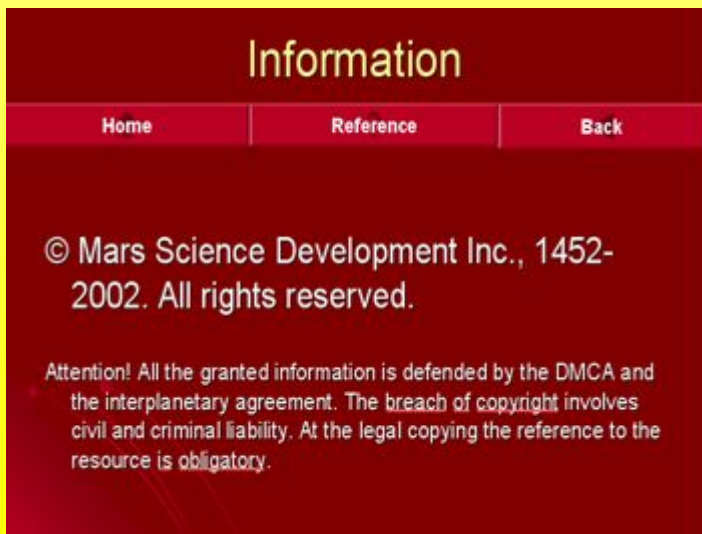 Information
Home Reference Back
© Mars Science Development Inc., 1452-
2002. All rights reserved.
Attention! All the granted information is defended by the DMCA and
the interplanetary agreement. The breach of copyright involves
civil and criminal liability. At the legal copying the reference to the
resource is obligatory.